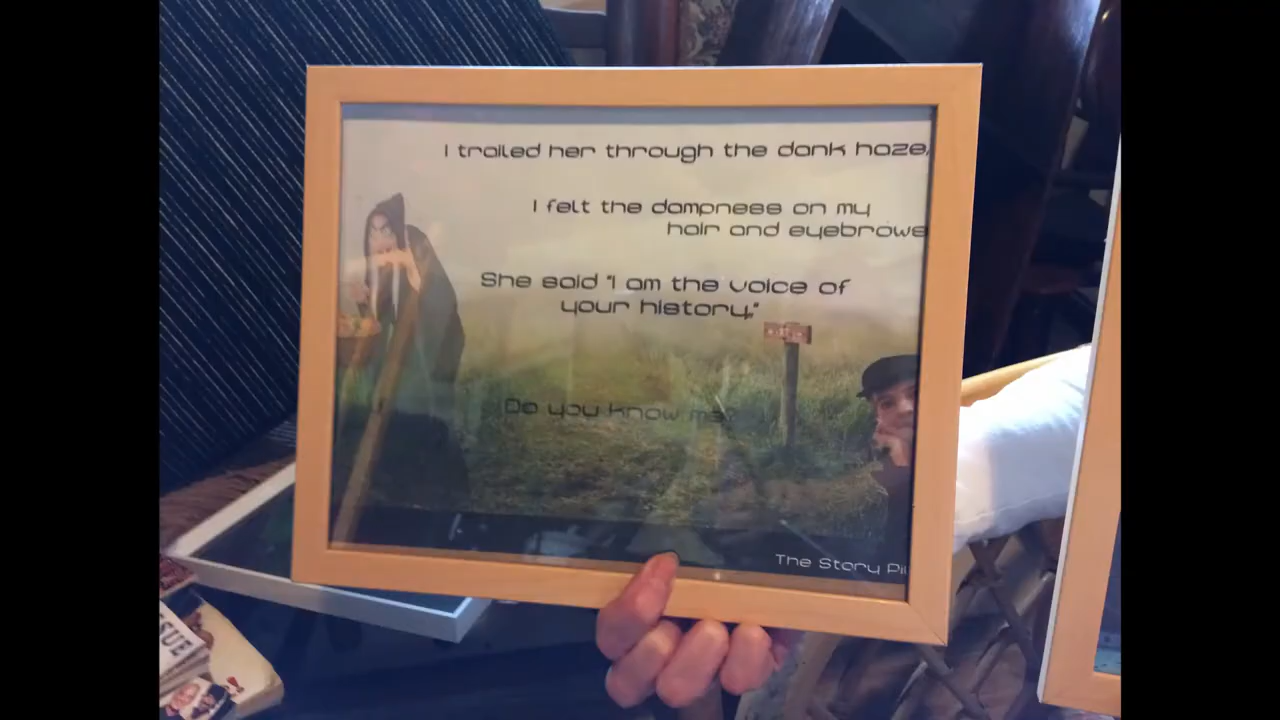 I trailed her through the dank haze,
I felt the dampness on my
hair and eyebrows
She said "I am the voice of
your history,"
Do you know me?
The Story Pi
SSUE